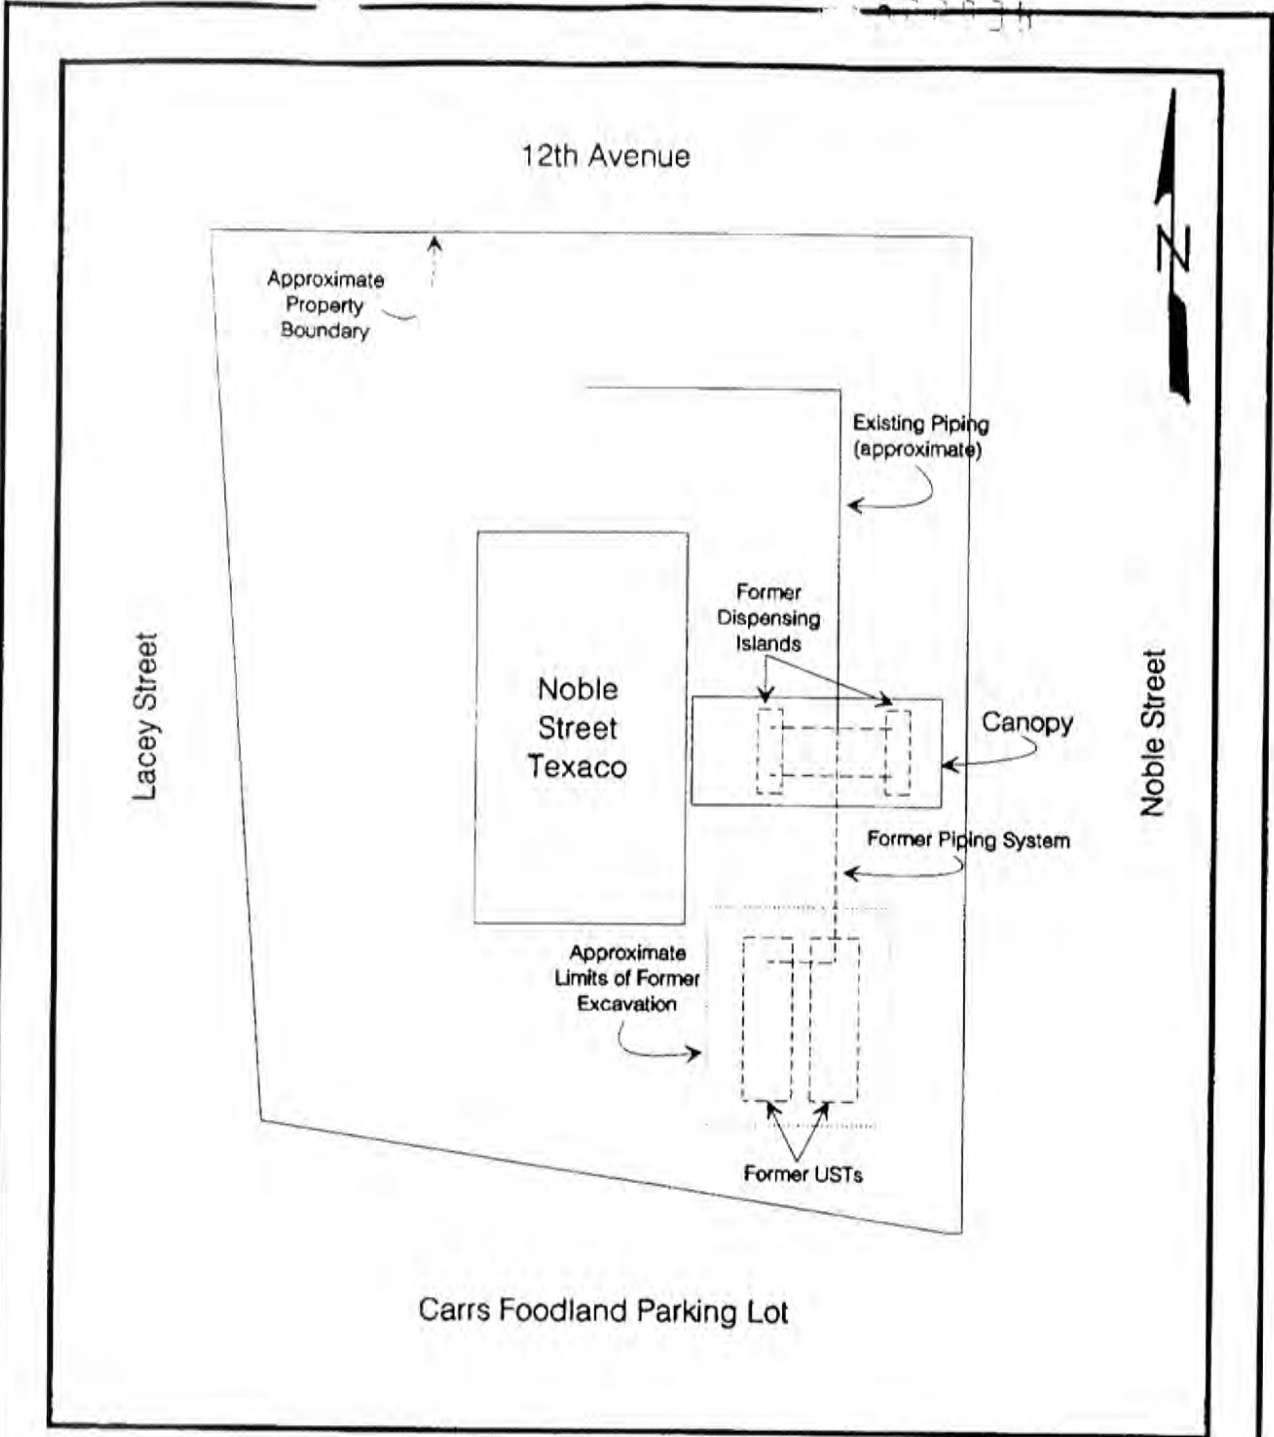 12th Avenue
N
Approximate
Property
Boundary
Existing Piping
(approximate)
Former
Dispensing
Islands
Lacey Street
Noble
Street
Texaco
Canopy
Noble Street
Former Piping System
Approximate
Limits of Former
Excavation
Former USTs
Carrs Foodland Parking Lot